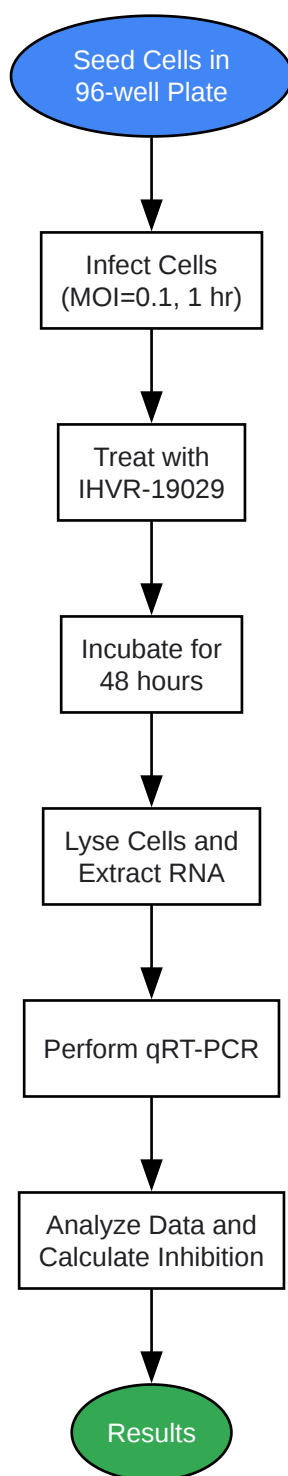 Seed Cells in
96-well Plate
Infect Cells
(MOI=0.1, 1 hr)
Treat with
IHVR-19029
Incubate for
48 hours
Lyse Cells and
Extract RNA
Perform qRT-PCR
Analyze Data and
Calculate Inhibition
Results